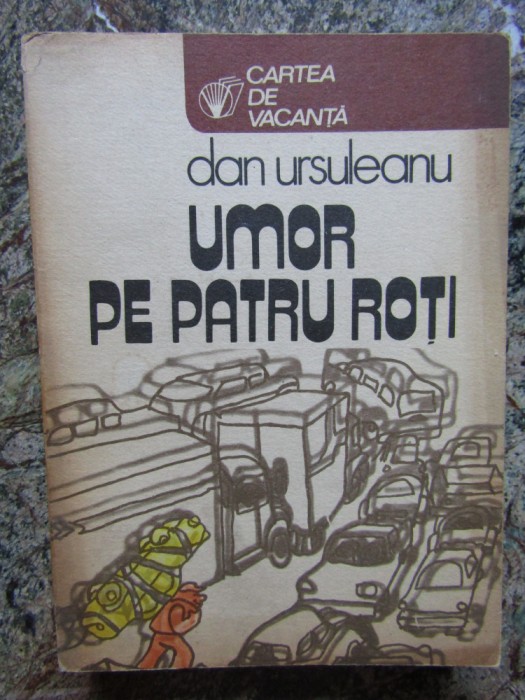 CARTEA
DE
VACANȚĂ
dan ursuleanu
UMOR
PE PATRU ROȚI